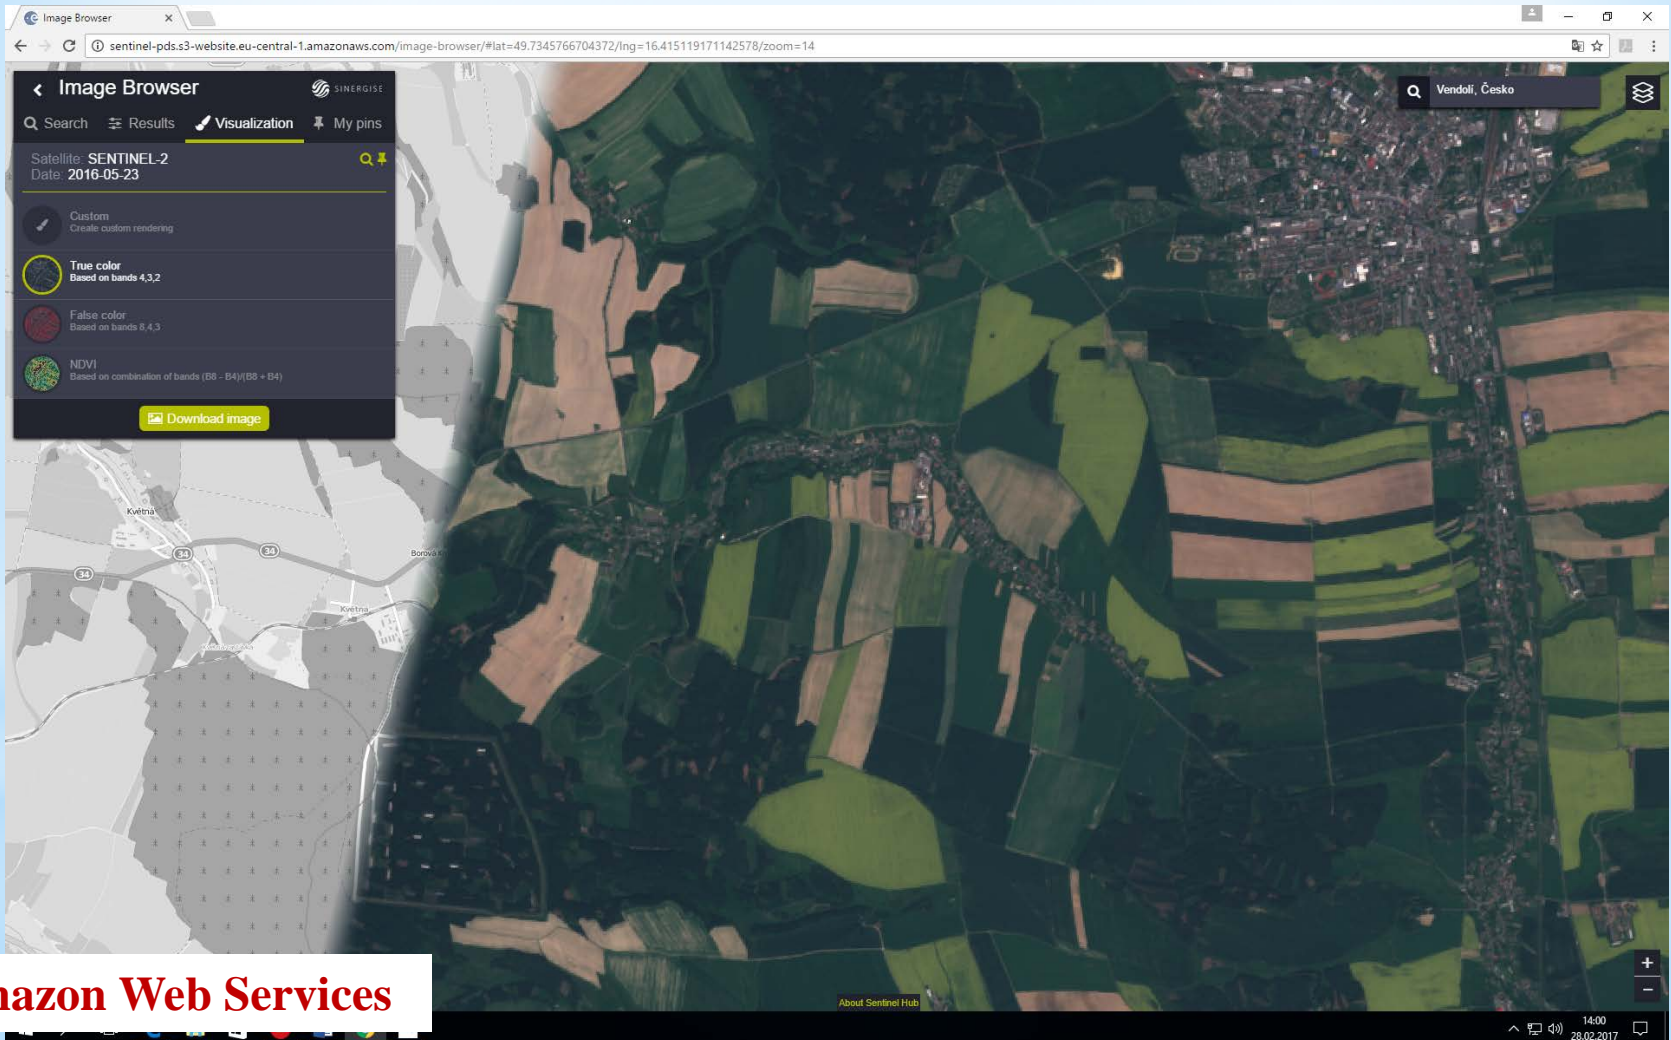 Image Browser
sentinel-pds.s3-website.eu-central-1.amazonaws.com/image-browser/#lat=49.7345766704372/lng=16.415119171142578/zoom=14
Image Browser
SINERGISE
Search Results Visualization My pins
Vendolí, Česko
Satellite: SENTINEL-2
Date: 2016-05-23
Custom
Create custom rendering
True color
Based on bands 4,3,2
False color
Based on bands 8,4,3
NDVI
Based on combination of bands (B8 - B4)/(B8 + B4)
Download image
Květná
34
34
34
Borová
Květná
mazon Web Services
About Sentinel Hub
+
−
14:00
28.02.2017